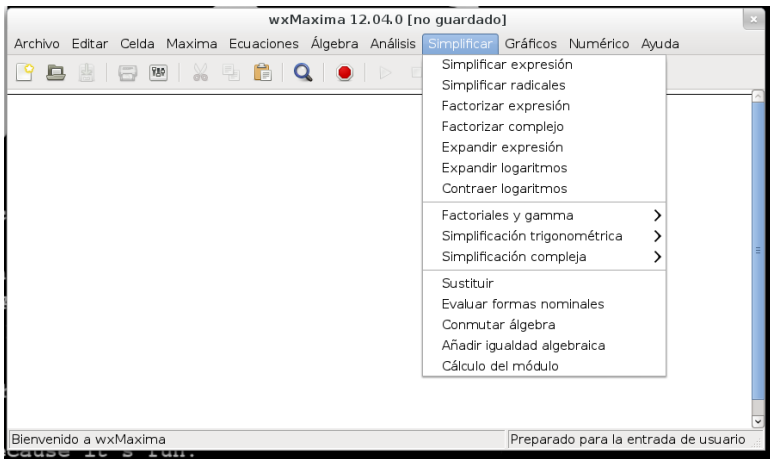 wxMaxima 12.04.0 [no guardado]
Archivo Editar Celda Maxima Ecuaciones Álgebra Análisis Simplificar Gráficos Numérico Ayuda
Simplificar expresión
Simplificar radicales
Factorizar expresión
Factorizar complejo
Expandir expresión
Expandir logaritmos
Contraer logaritmos
Factoriales y gamma
Simplificación trigonométrica
Simplificación compleja
Sustituir
Evaluar formas nominales
Conmutar álgebra
Añadir igualdad algebraica
Cálculo del módulo
Bienvenido a wxMaxima
Preparado para la entrada de usuario
cause it's fun.